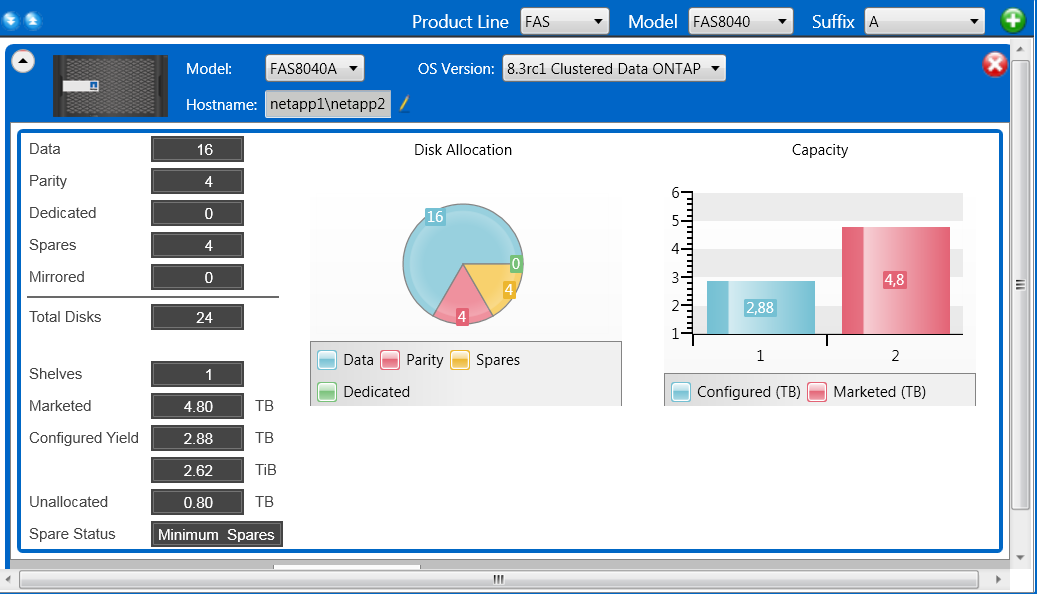 Product Line FAS Model FAS8040 Suffix A
Model: FAS8040A OS Version: 8.3rc1 Clustered Data ONTAP
Hostname: netapp1\netapp2
Data 16
Parity 4
Dedicated 0
Spares 4
Mirrored 0
Total Disks 24
Shelves 1
Marketed 4.80 TB
Configured Yield 2.88 TB
2.62 TiB
Unallocated 0.80 TB
Spare Status Minimum Spares
Disk Allocation
16
0
4
4
Data Parity Spares
Dedicated
Capacity
6
5
4
3
2
1
4,8
2,88
1 2
Configured (TB) Marketed (TB)